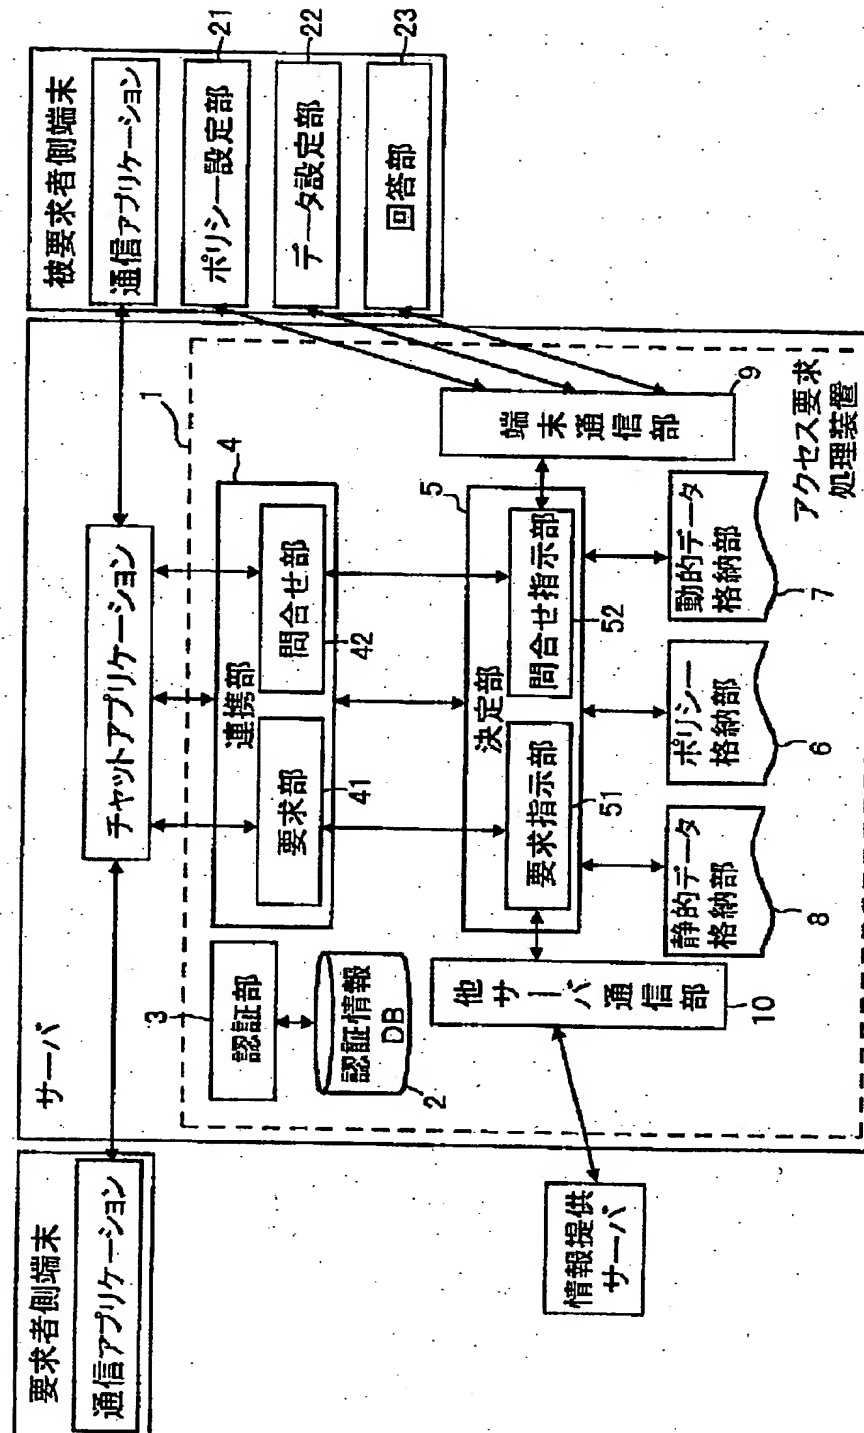 要求者側端末
通信アプリケーション
サーバ
チャットアプリケーション
被要求者側端末
通信アプリケーション
ポリシー設定部
21
データ設定部
22
回答部
23
1
3
認証部
認証情報
DB
2
4
連携部
要求部
41
問合せ部
42
5
決定部
要求指示部
51
問合せ指示部
52
他サーバ通信部
10
端末通信部
9
静的データ
格納部
8
ポリシー
格納部
6
動的データ
格納部
7
アクセス要求
処理装置
情報提供
サーバ